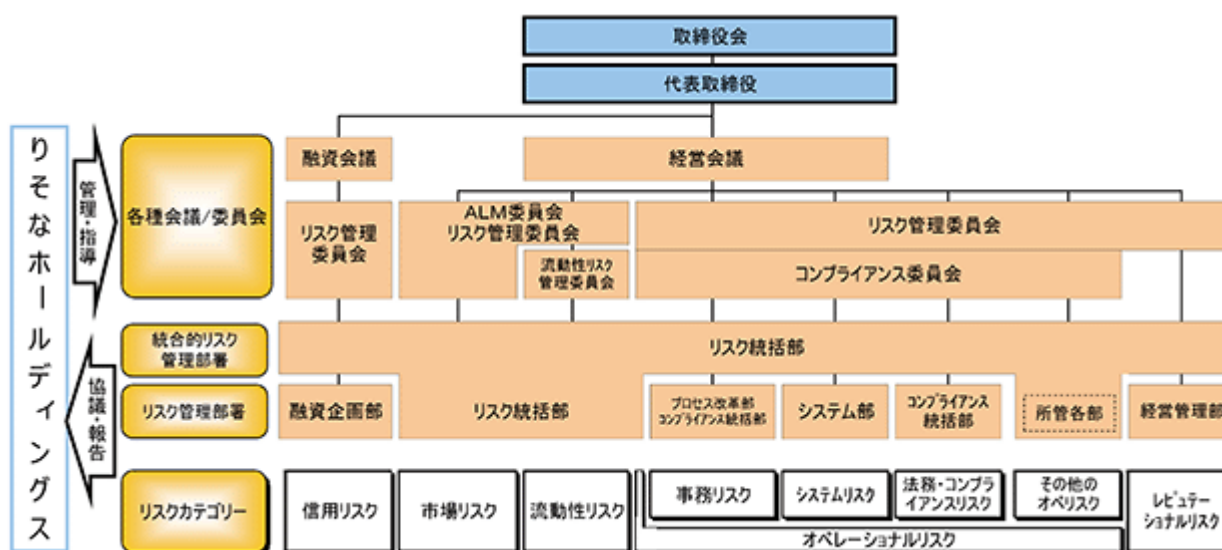 取締役会
代表取締役
りそなホールディングス
管理・指導
協議・報告
各種会議/委員会
融資会議
経営会議
リスク管理
委員会
ALM委員会
リスク管理委員会
流動性リスク
管理委員会
リスク管理委員会
コンプライアンス委員会
統合的リスク
管理部署
リスク統括部
リスク管理部署
融資企画部
リスク統括部
プロセス改革部
コンプライアンス統括部
システム部
コンプライアンス
統括部
所管各部
経営管理部
リスクカテゴリー
信用リスク
市場リスク
流動性リスク
事務リスク
システムリスク
法務・コンプラ
イアンスリスク
その他の
オペリスク
オペレーショナルリスク
レピュテー
ショナルリスク